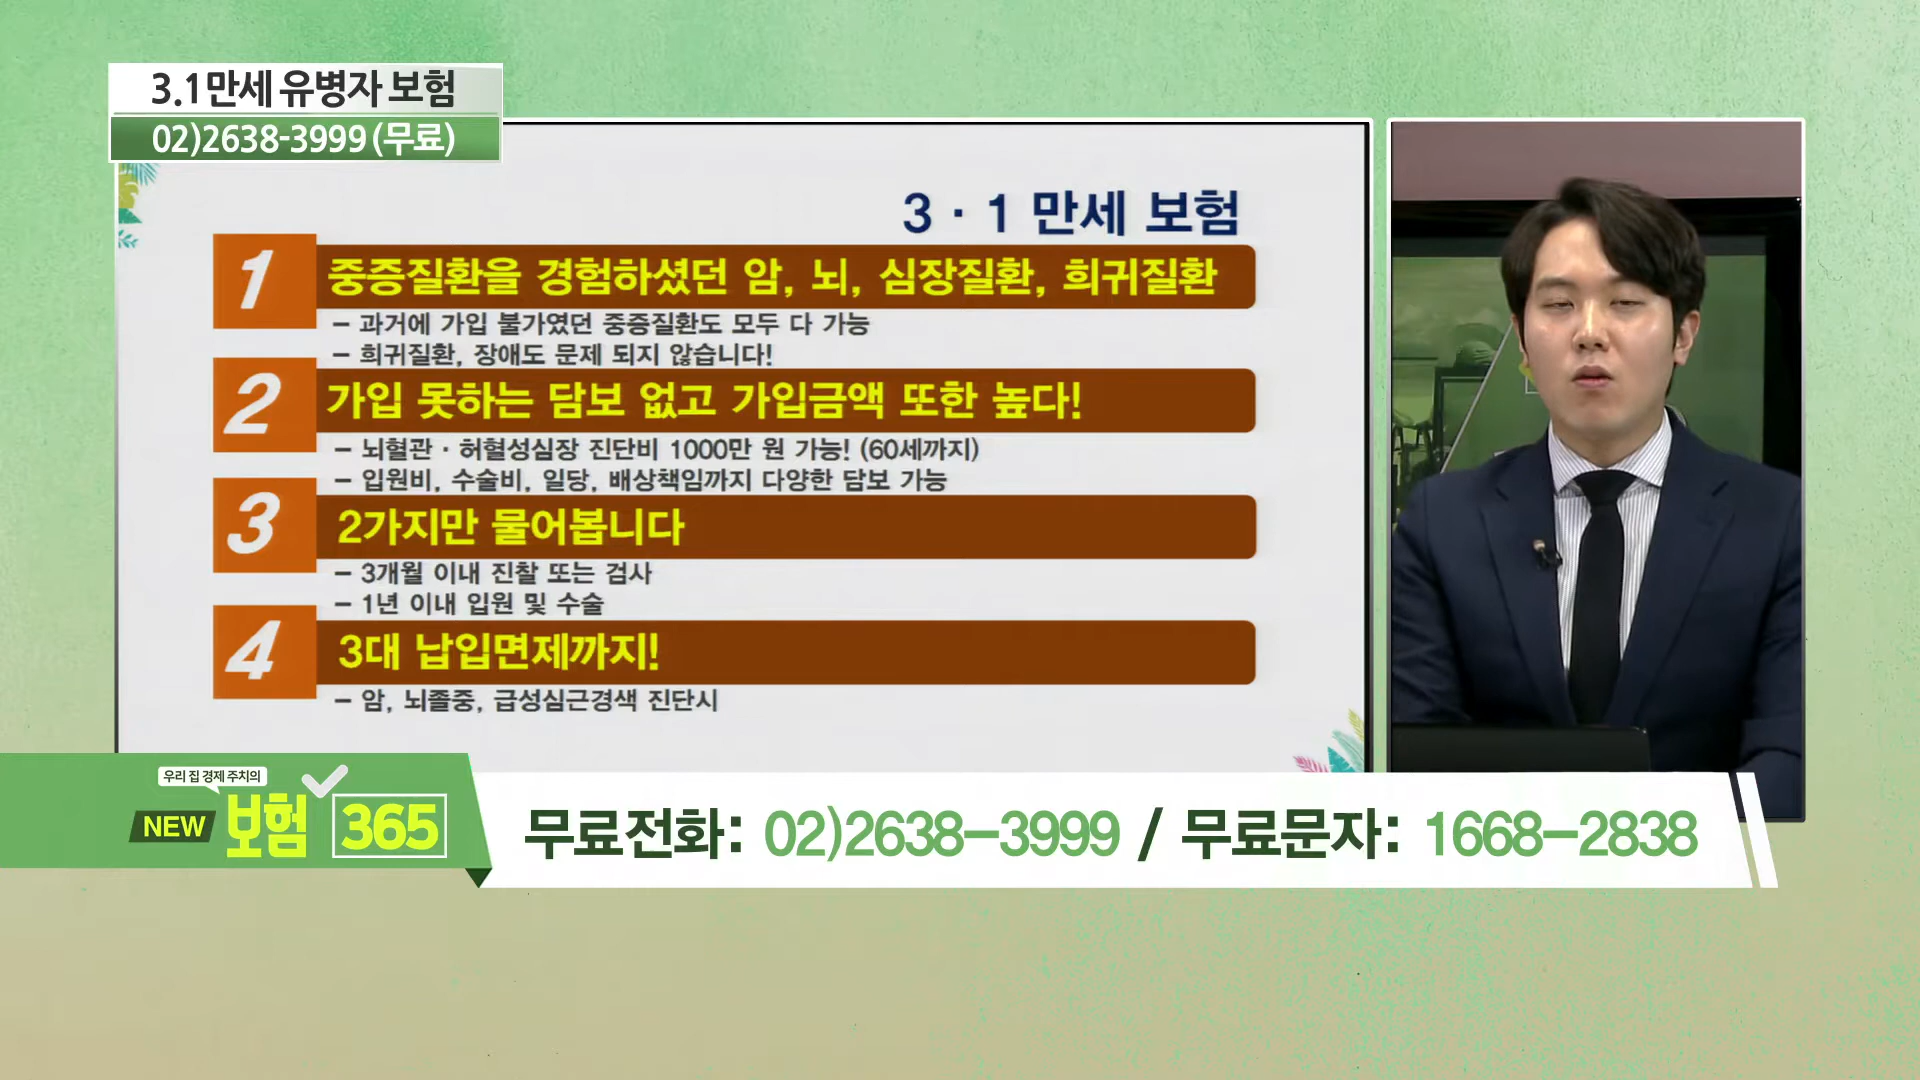 3.1만세 유병자 보험
02)2638-3999 (무료)
3 · 1 만세 보험
1 중증질환을 경험하셨던 암, 뇌, 심장질환, 희귀질환
- 과거에 가입 불가였던 중증질환도 모두 다 가능
- 희귀질환, 장애도 문제 되지 않습니다!
2 가입 못하는 담보 없고 가입금액 또한 높다!
- 뇌혈관 · 허혈성심장 진단비 1000만 원 가능! (60세까지)
- 입원비, 수술비, 일당, 배상책임까지 다양한 담보 가능
3 2가지만 물어봅니다
- 3개월 이내 진찰 또는 검사
- 1년 이내 입원 및 수술
4 3대 납입면제까지!
- 암, 뇌졸중, 급성심근경색 진단시
우리 집 경제 주치의
NEW 보험 365
무료전화: 02)2638-3999 / 무료문자: 1668-2838